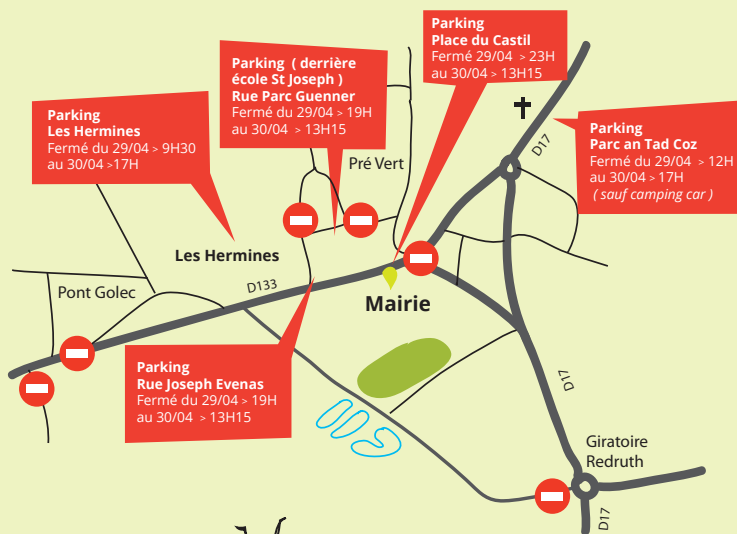 Parking
Place du Castil
Fermé 29/04 > 23H
au 30/04 > 13H15
Parking ( derrière
école St Joseph )
Rue Parc Guenner
Fermé du 29/04 > 19H
au 30/04 > 13H15
Parking
Les Hermines
Fermé du 29/04 > 9H30
au 30/04 >17H
Parking
Parc an Tad Coz
Fermé du 29/04 > 12H
au 30/04 > 17H
( sauf camping car )
D17
Pré Vert
Les Hermines
D133
Pont Golec
Mairie
Parking
Rue Joseph Evenas
Fermé du 29/04 > 19H
au 30/04 > 13H15
D17
Giratoire
Redruth
D17